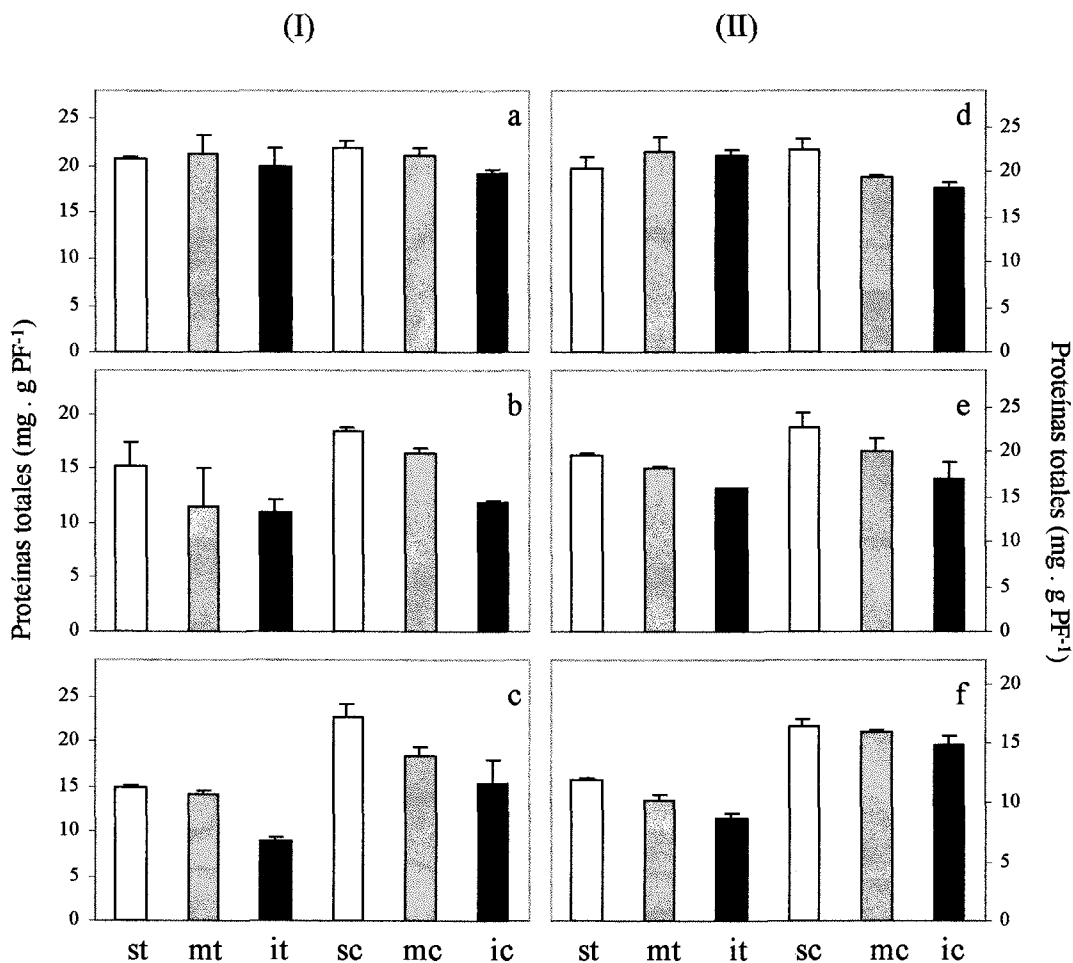 (I) (II)
Proteínas totales (mg . g PF-1)
25 20 15 10 5 0
a
d
25 20 15 10 5 0
20 15 10 5 0
b
e
25 20 15 10 5 0
25 20 15 10 5 0
c
f
20 15 10 5 0
Proteínas totales (mg . g PF-1)
st mt it sc mc ic st mt it sc mc ic